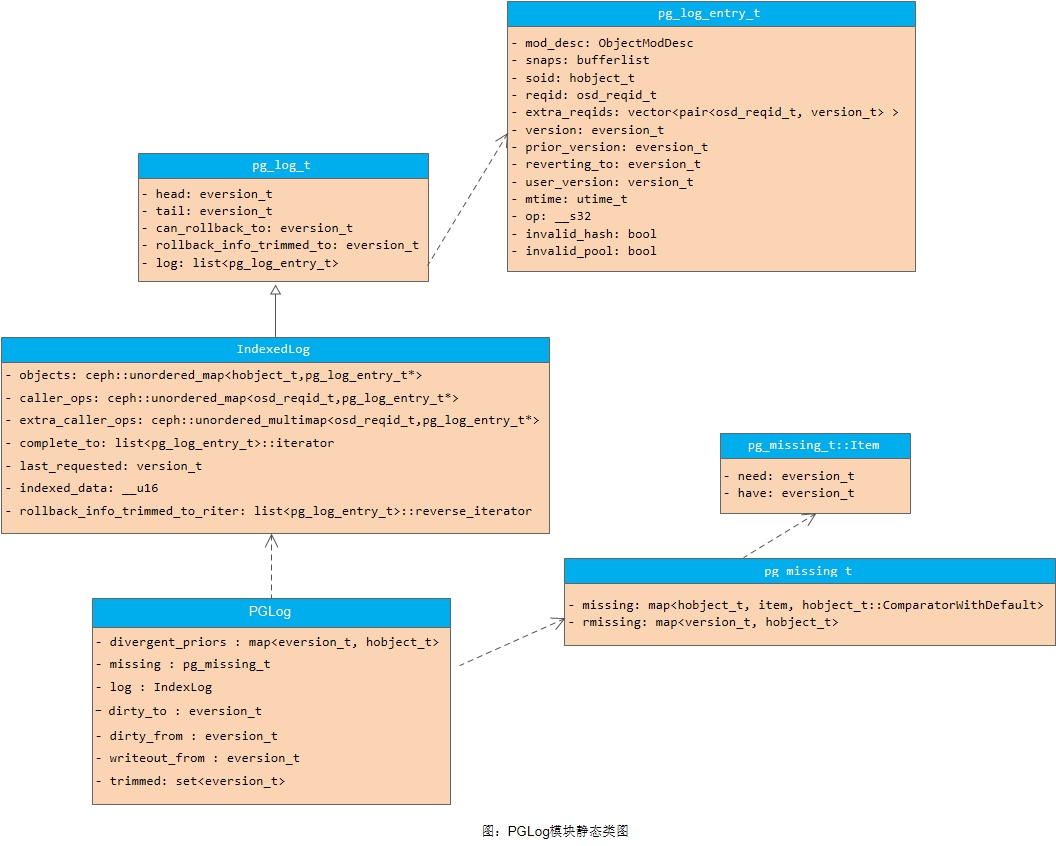 pg_log_entry_t
- mod_desc: ObjectModDesc
- snaps: bufferlist
- soid: hobject_t
- reqid: osd_reqid_t
- extra_reqids: vector<pair<osd_reqid_t, version_t> >
- version: eversion_t
- prior_version: eversion_t
- reverting_to: eversion_t
- user_version: version_t
- mtime: utime_t
- op: __s32
- invalid_hash: bool
- invalid_pool: bool
pg_log_t
- head: eversion_t
- tail: eversion_t
- can_rollback_to: eversion_t
- rollback_info_trimmed_to: eversion_t
- log: list<pg_log_entry_t>
IndexedLog
- objects: ceph::unordered_map<hobject_t,pg_log_entry_t*>
- caller_ops: ceph::unordered_map<osd_reqid_t,pg_log_entry_t*>
- extra_caller_ops: ceph::unordered_multimap<osd_reqid_t,pg_log_entry_t*>
- complete_to: list<pg_log_entry_t>::iterator
- last_requested: version_t
- indexed_data: __u16
- rollback_info_trimmed_to_riter: list<pg_log_entry_t>::reverse_iterator
pg_missing_t::Item
- need: eversion_t
- have: eversion_t
pg_missing_t
- missing: map<hobject_t, item, hobject_t::ComparatorWithDefault>
- rmissing: map<version_t, hobject_t>
PGLog
- divergent_priors : map<eversion_t, hobject_t>
- missing : pg_missing_t
- log : IndexLog
- dirty_to : eversion_t
- dirty_from : eversion_t
- writeout_from : eversion_t
- trimmed: set<eversion_t>
图：PGLog模块静态类图